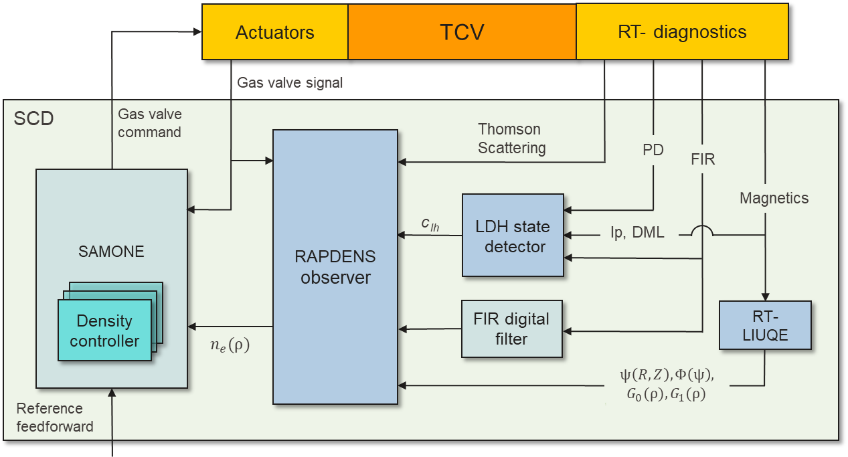 Actuators
TCV
RT- diagnostics
Gas valve signal
SCD
Gas valve
command
Thomson
Scattering
PD
FIR
Magnetics
SAMONE
RAPDENS
observer
c_lh
LDH state
detector
Ip, DML
Density
controller
n_e(ρ)
FIR digital
filter
RT-
LIUQE
ψ(R,Z),Φ(ψ),
G_0(ρ),G_1(ρ)
Reference
feedforward